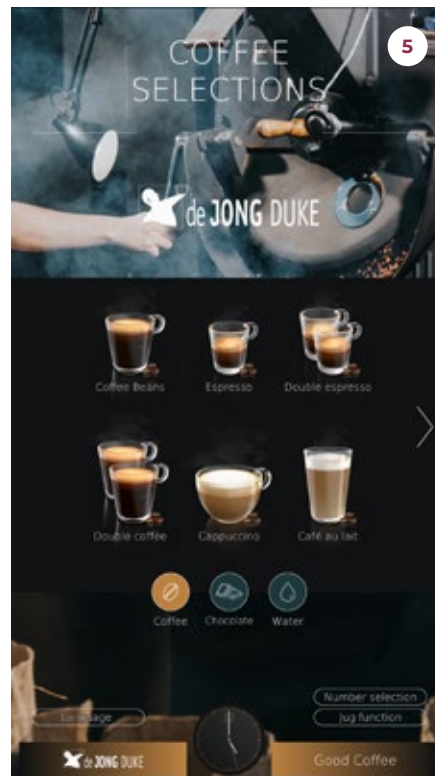 5
COFFEE
SELECTIONS
de JONG DUKE
Coffee Beans
Espresso
Double espresso
Double coffee
Cappuccino
Café au lait
Coffee
Chocolate
Water
Number selection
Jug function
de JONG DUKE
Good Coffee